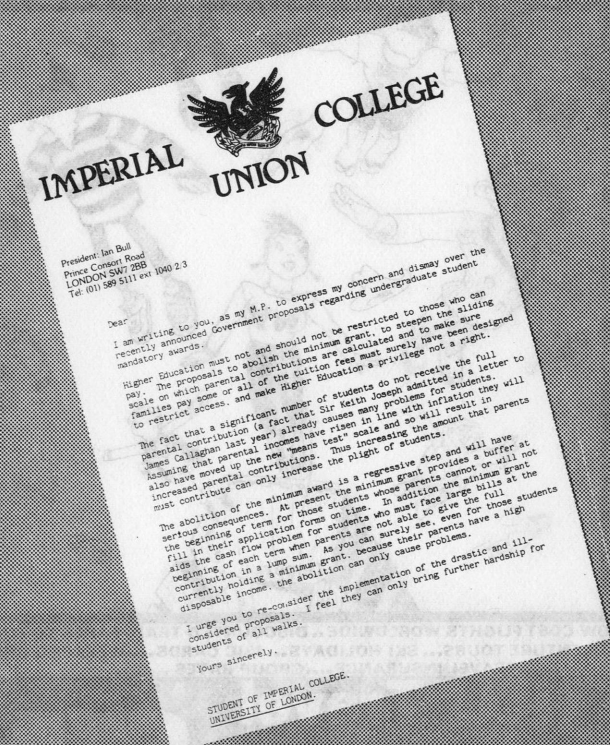 IMPERIAL COLLEGE
UNION
President: Ian Bull
Prince Consort Road
LONDON SW7 2BB
Tel: (01) 589 5111 ext 1040 2/3
Dear
I am writing to you, as my M.P. to express my concern and dismay over the
recently announced Government proposals regarding undergraduate student
mandatory awards.
Higher Education must not and should not be restricted to those who can
pay. The proposals to abolish the minimum grant, to steepen the sliding
scale on which parental contributions are calculated and to make sure
families pay some or all of the tuition fees must surely have been designed
to restrict access, and make Higher Education a privilege not a right.
The fact that a significant number of students do not receive the full
parental contribution (a fact that Sir Keith Joseph admitted in a letter to
James Callaghan last year) already causes many problems for students.
Assuming that parental incomes have risen in line with inflation they will
also have moved up the new "means test" scale and so will result in
increased parental contributions. Thus increasing the amount that parents
must contribute can only increase the plight of students.
The abolition of the minimum award is a regressive step and will have
serious consequences. At present the minimum grant provides a buffer at
the beginning of term for those students whose parents cannot or will not
fill in their application forms on time. In addition the minimum grant
aids the cash flow problem for students who must face large bills at the
beginning of each term when parents are not able to give the full
contribution in a lump sum. As you can surely see, even for those students
currently holding a minimum grant, because their parents have a high
disposable income, the abolition can only cause problems.
I urge you to re-consider the implementation of the drastic and ill-
considered proposals. I feel they can only bring further hardship for
students of all walks.
Yours sincerely,
STUDENT OF IMPERIAL COLLEGE.
UNIVERSITY OF LONDON.